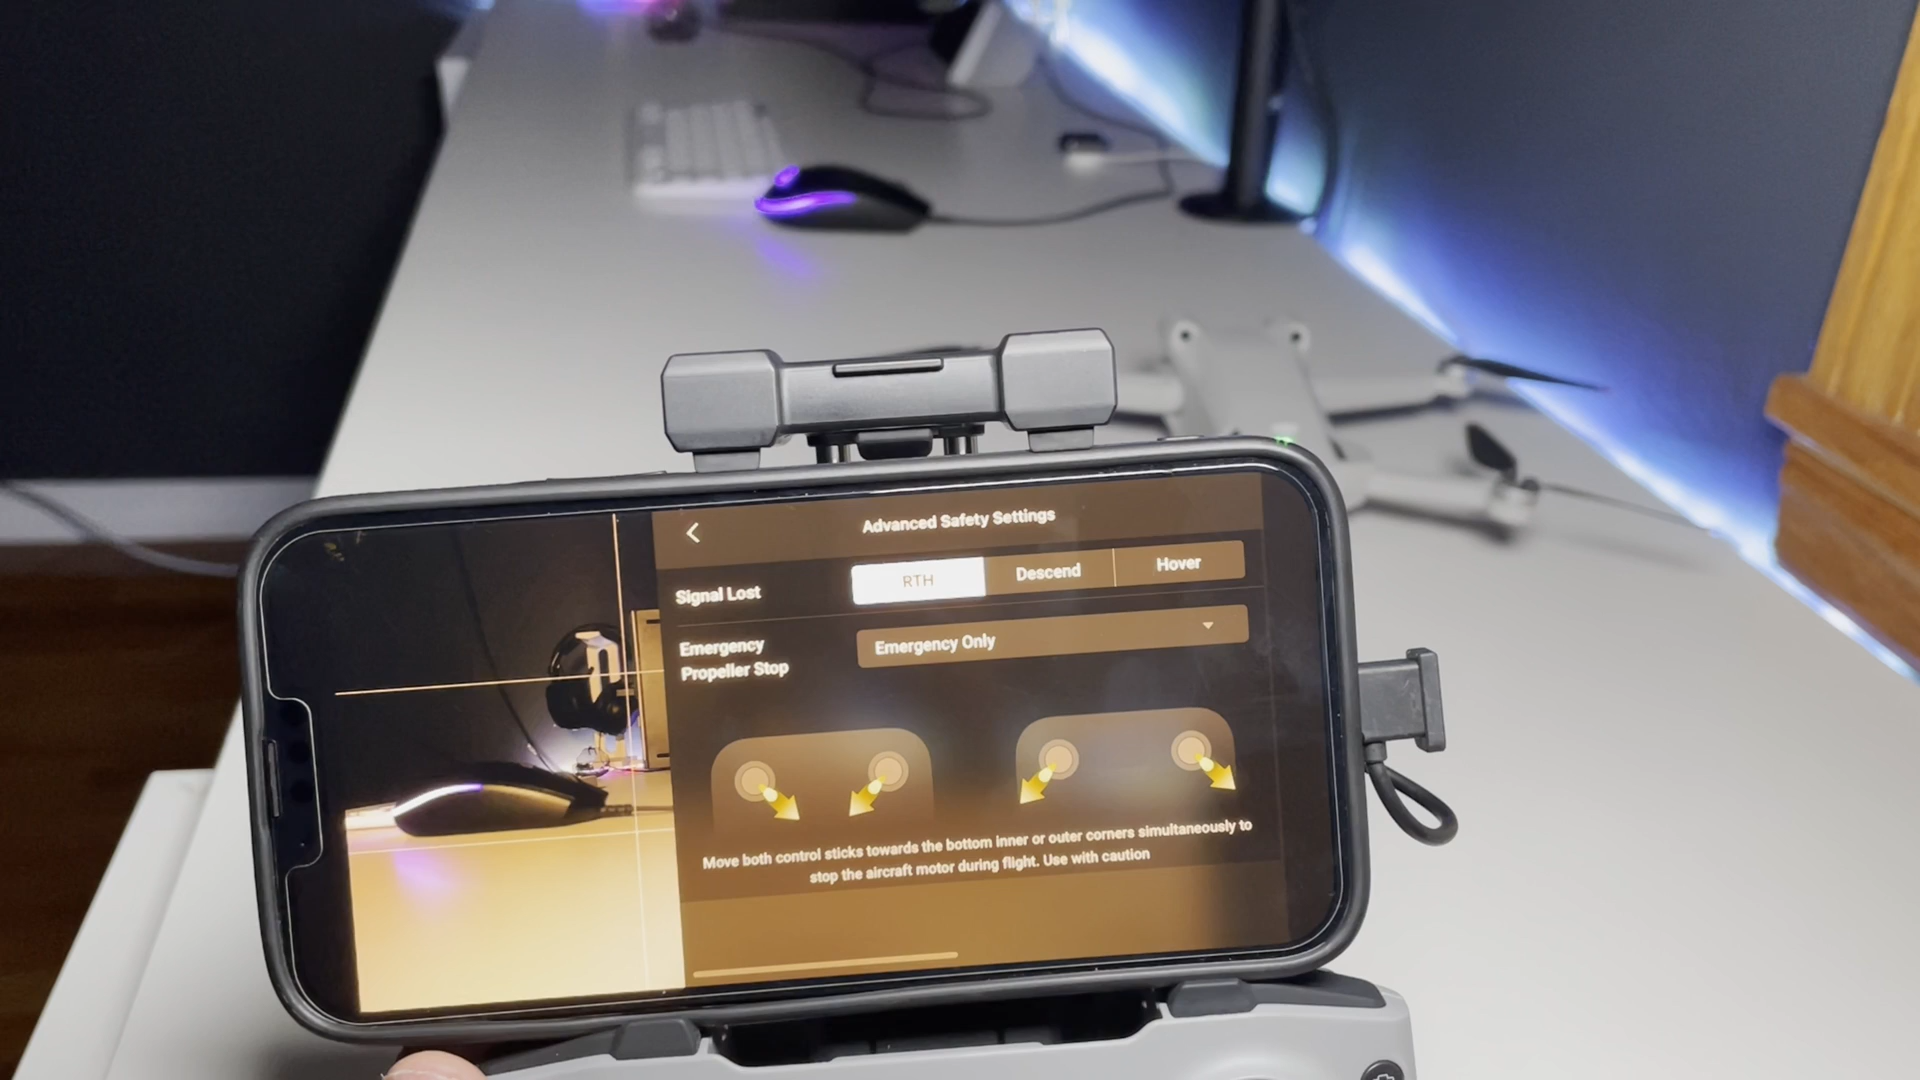 Advanced Safety Settings
Signal Lost
RTH
Descend
Hover
Emergency
Propeller Stop
Emergency Only
Move both control sticks towards the bottom inner or outer corners simultaneously to
stop the aircraft motor during flight. Use with caution